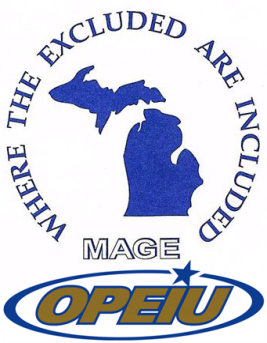 WHERE THE EXCLUDED ARE INCLUDED
MAGE
OPEIU